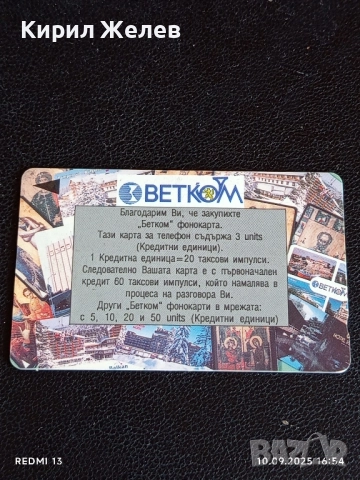 Кирил Желев
ВЕТКОМ
Благодарим Ви, че закупихте
„Бетком" фонокарта.
Тази карта за телефон съдържа 3 units
(Кредитни единици).
1 Кредитна единица=20 таксови импулси.
Следователно Вашата карта е с първоначален
кредит 60 таксови импулси, който намалява в
процеса на разговора Ви.
Други „Бетком" фонокарти в мрежата:
с 5, 10, 20 и 50 units (Кредитни единици)
REDMI 13
10.09.2025 16:54